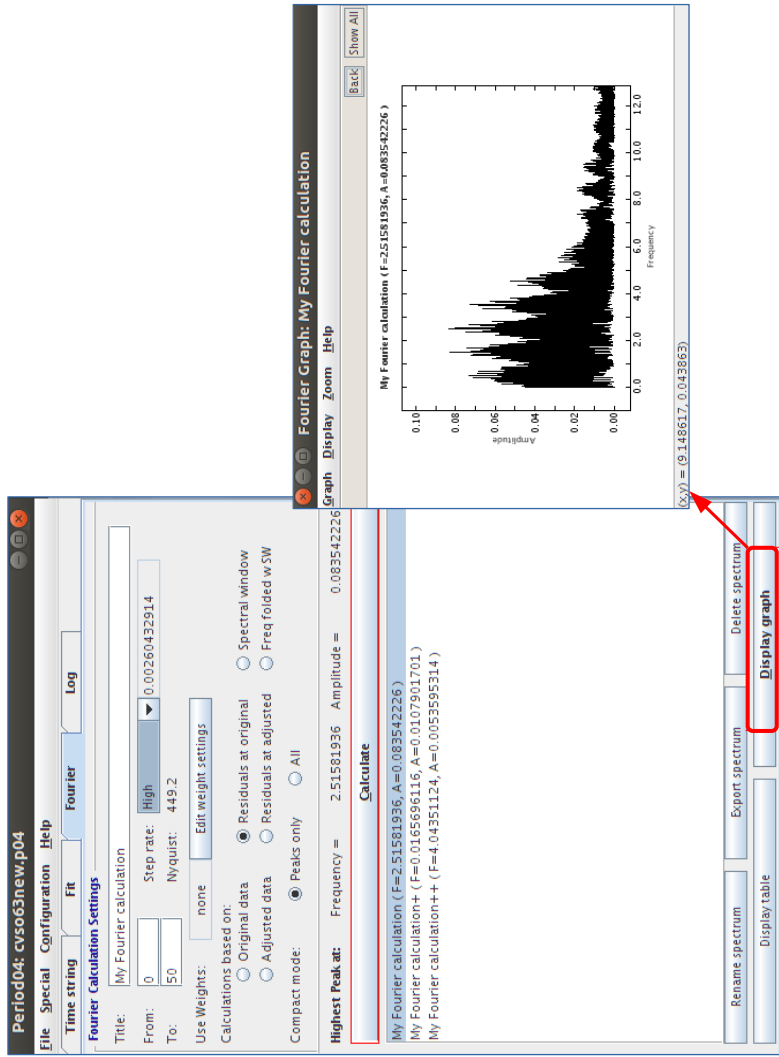 Period04: cvso63new.p04
File Special Configuration Help
Time string Fit Fourier Log
Fourier Calculation Settings
Title: My Fourier calculation
From: 0 Step rate: High 0.00260432914
To: 50 Nyquist: 449.2
Use Weights: none Edit weight settings
Calculations based on:
Original data Residuals at original Spectral window
Adjusted data Residuals at adjusted Freq folded w SW
Compact mode: Peaks only All
Highest Peak at: Frequency = 2.51581936 Amplitude = 0.083542226
Calculate
My Fourier calculation ( F=2.51581936, A=0.083542226 )
My Fourier calculation+ ( F=0.0165696116, A=0.0107901701 )
My Fourier calculation++ ( F=4.04351124, A=0.0053595314 )
Rename spectrum Export spectrum Delete spectrum
Display table Display graph
Fourier Graph: My Fourier calculation
Graph Display Zoom Help
Back Show All
My Fourier calculation ( F=2.51581936, A=0.083542226 )
0.10
0.08
0.06
0.04
0.02
0.00
Amplitude
0.0 2.0 4.0 6.0 8.0 10.0 12.0
Frequency
(x,y) = (9.148617, 0.043863)